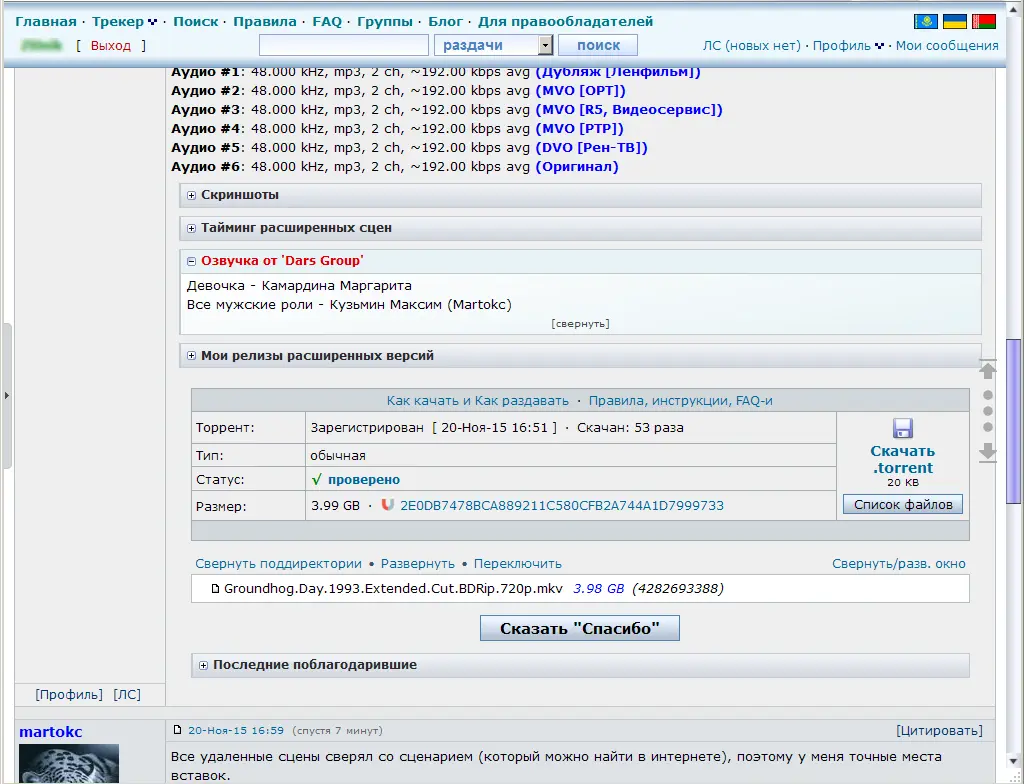 Главная · Трекер · Поиск · Правила · FAQ · Группы · Блог · Для правообладателей
[ Выход ] раздачи поиск ЛС (новых нет) · Профиль · Мои сообщения
Аудио #1: 48.000 kHz, mp3, 2 ch, ~192.00 kbps avg (Дубляж [Ленфильм])
Аудио #2: 48.000 kHz, mp3, 2 ch, ~192.00 kbps avg (MVO [ОРТ])
Аудио #3: 48.000 kHz, mp3, 2 ch, ~192.00 kbps avg (MVO [R5, Видеосервис])
Аудио #4: 48.000 kHz, mp3, 2 ch, ~192.00 kbps avg (MVO [РТР])
Аудио #5: 48.000 kHz, mp3, 2 ch, ~192.00 kbps avg (DVO [Рен-ТВ])
Аудио #6: 48.000 kHz, mp3, 2 ch, ~192.00 kbps avg (Оригинал)
Скриншоты
Тайминг расширенных сцен
Озвучка от 'Dars Group'
Девочка - Камардина Маргарита
Все мужские роли - Кузьмин Максим (Martokc)
[свернуть]
Мои релизы расширенных версий
Как качать и Как раздавать · Правила, инструкции, FAQ-и
Торрент: Зарегистрирован [ 20-Ноя-15 16:51 ] · Скачан: 53 раза
Тип: обычная
Статус: √ проверено
Размер: 3.99 GB · 2E0DB7478BCA889211C580CFB2A744A1D7999733
Скачать
.torrent
20 KB
Список файлов
Свернуть поддиректории • Развернуть • Переключить Свернуть/разв. окно
Groundhog.Day.1993.Extended.Cut.BDRip.720p.mkv 3.98 GB (4282693388)
Сказать "Спасибо"
Последние поблагодарившие
[Профиль] [ЛС]
martokc 20-Ноя-15 16:59 (спустя 7 минут) [Цитировать]
Все удаленные сцены сверял со сценарием (который можно найти в интернете), поэтому у меня точные места
вставок.